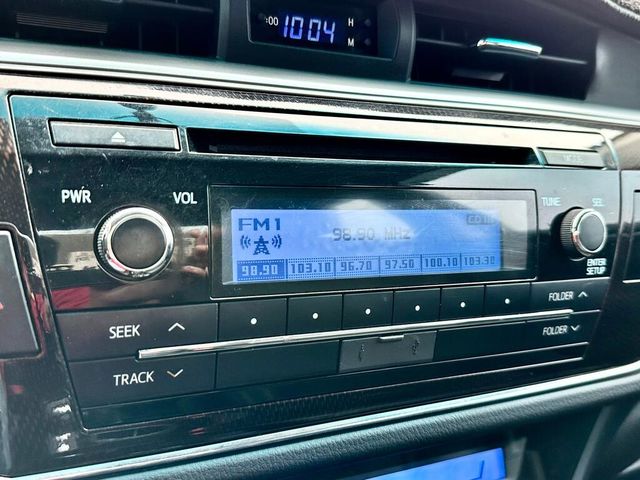 :00 10:04 H
M
PWR VOL
TUNE SEL
FM1
98.90 MHz
98.90 103.10 96.70 97.50 100.10 103.30
ENTER
SETUP
SEEK
TRACK
FOLDER
FOLDER